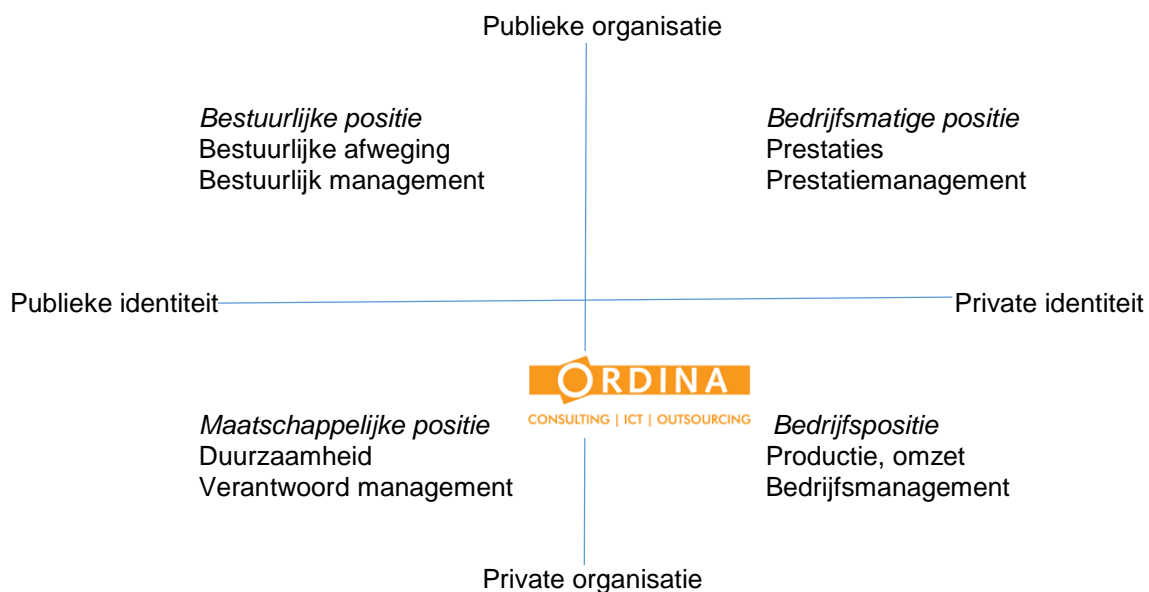 Publieke organisatie
Bestuurlijke positie
Bestuurlijke afweging
Bestuurlijk management
Bedrijfsmatige positie
Prestaties
Prestatiemanagement
Publieke identiteit
Private identiteit
ORDINA
CONSULTING | ICT | OUTSOURCING
Maatschappelijke positie
Duurzaamheid
Verantwoord management
Bedrijfspositie
Productie, omzet
Bedrijfsmanagement
Private organisatie